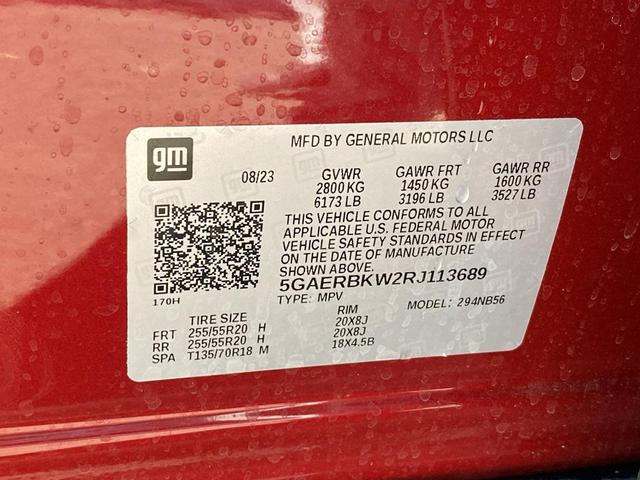 gm
MFD BY GENERAL MOTORS LLC
08/23
GVWR GAWR FRT GAWR RR
2800 KG 1450 KG 1600 KG
6173 LB 3196 LB 3527 LB
THIS VEHICLE CONFORMS TO ALL
APPLICABLE U.S. FEDERAL MOTOR
VEHICLE SAFETY STANDARDS IN EFFECT
ON THE DATE OF MANUFACTURE
SHOWN ABOVE.
5GAERBKW2RJ113689
170H
TYPE: MPV MODEL: 294NB56
TIRE SIZE RIM
FRT 255/55R20 H 20X8J
RR 255/55R20 H 20X8J
SPA T135/70R18 M 18X4.5B